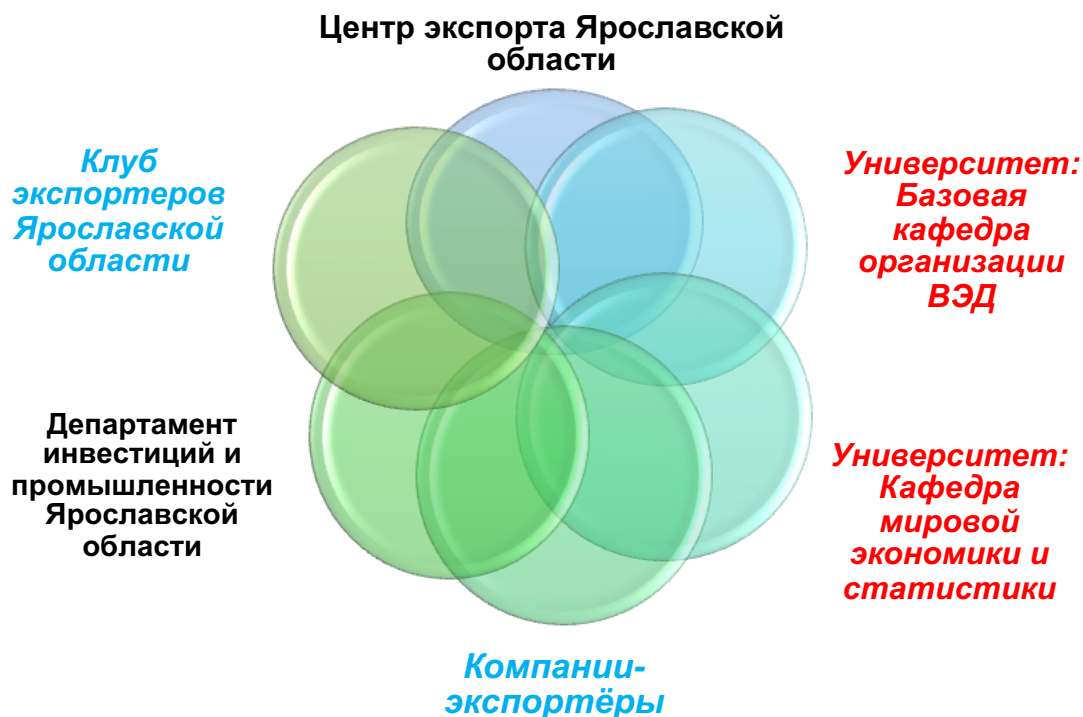 Центр экспорта Ярославской
области
Клуб
экспортеров
Ярославской
области
Университет:
Базовая
кафедра
организации
ВЭД
Департамент
инвестиций и
промышленности
Ярославской
области
Университет:
Кафедра
мировой
экономики и
статистики
Компании-
экспортёры